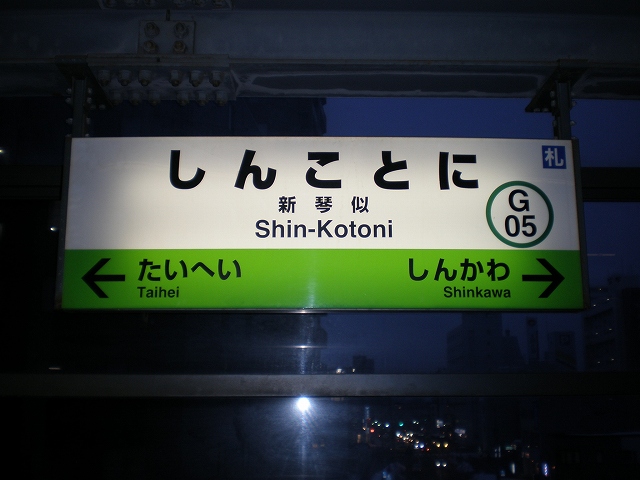 しんことに
札
新琴似
Shin-Kotoni
G
05
たいへい
Taihei
しんかわ
Shinkawa